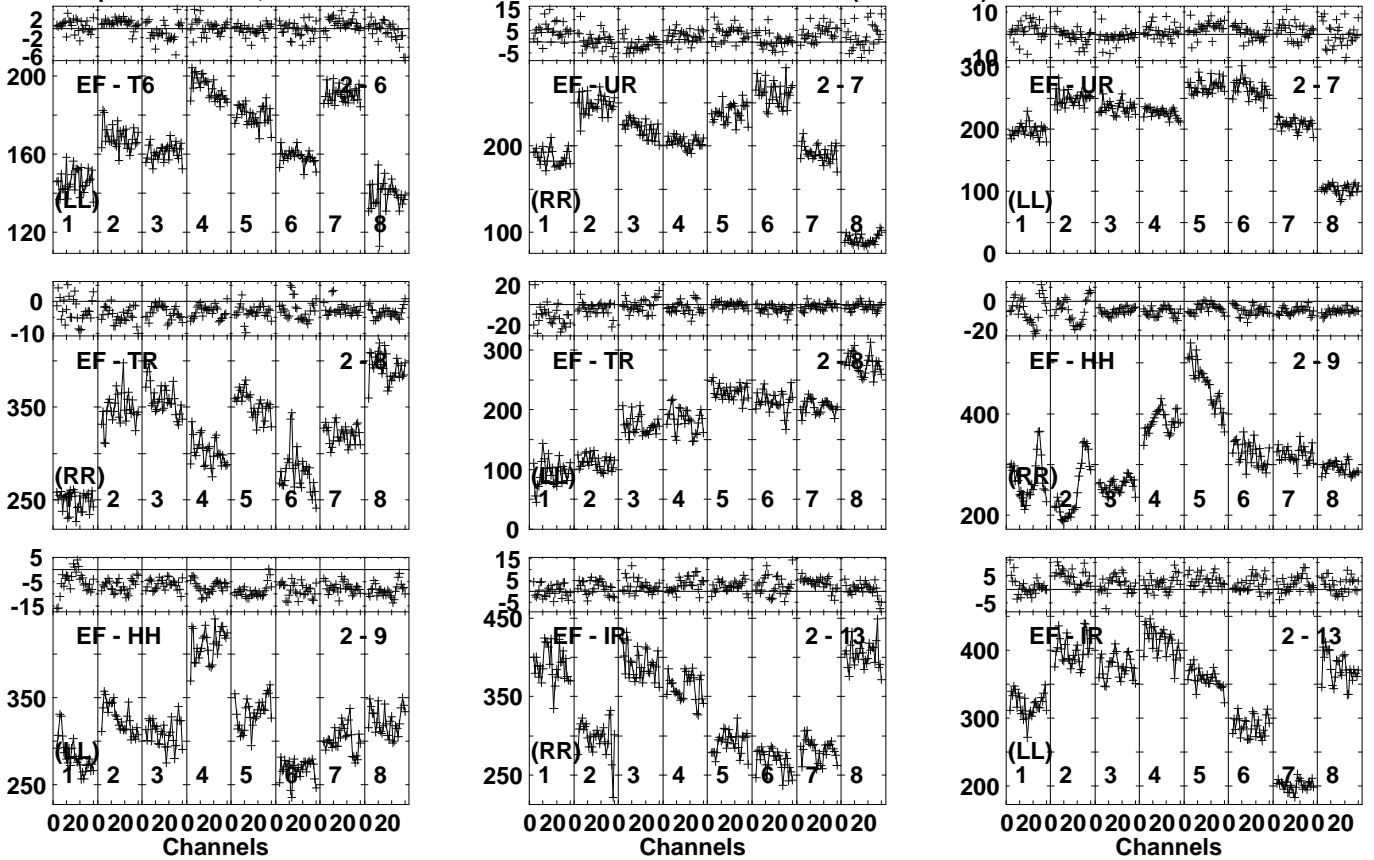 2 15 10
-2 5
-6 -5 10
200 EF - T6 2 - 6 EF - UR 2 - 7 300 EF - UR 2 - 7
160 200 200
(LL) (RR) 100 (LL)
120 1 2 3 4 5 6 7 8 100 1 2 3 4 5 6 7 8 0 1 2 3 4 5 6 7 8
0 20 0
-10 -20 -20
EF - TR 2 - 8 300 EF - TR 2 - 8 EF - HH 2 - 9
350 200 400
(RR) 100 (LL) (RR)
250 1 2 3 4 5 6 7 8 0 1 2 3 4 5 6 7 8 200 1 2 3 4 5 6 7 8
5 15 5
-5 5 -5
-15 -5
EF - HH 2 - 9 450 EF - IR 2 - 13 EF - IR 2 - 13
350 350 400
(LL) (RR) 300 (LL)
250 1 2 3 4 5 6 7 8 250 1 2 3 4 5 6 7 8 200 1 2 3 4 5 6 7 8
0 20 0 20 0 20 0 20 0 20 0 20 0 20 0 20 0 20 0 20 0 20 0 20 0 20 0 20 0 20 0 20 0 20 0 20 0 20 0 20 0 20 0 20 0 20 0 20
Channels Channels Channels